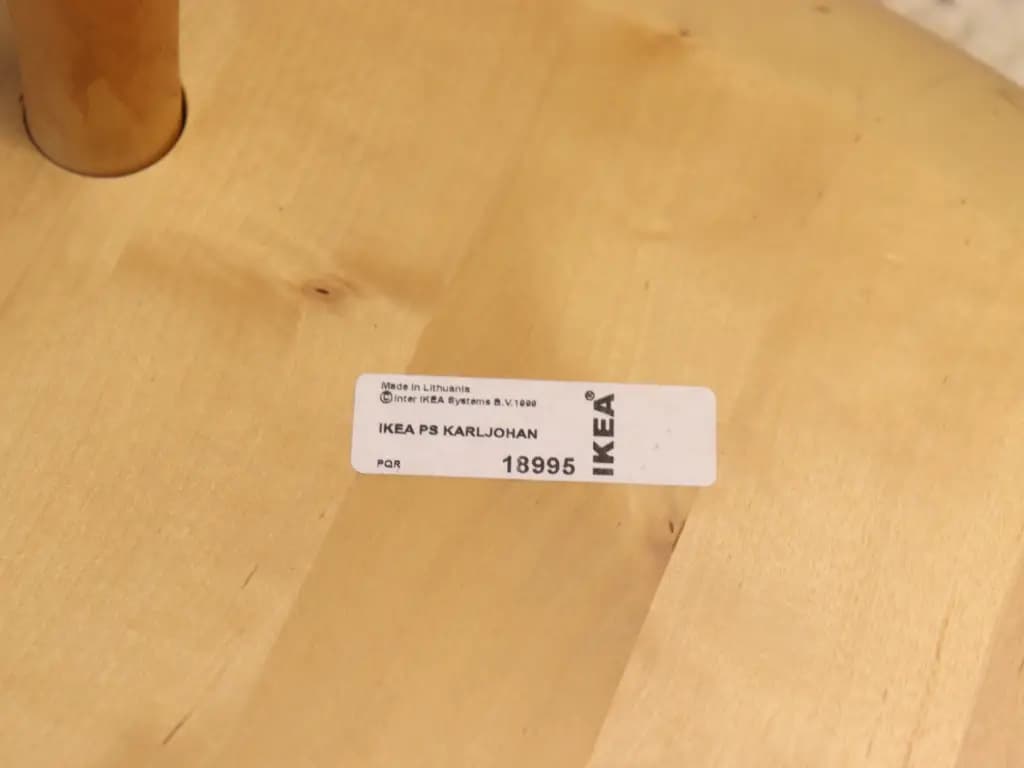 Made in Lithuania
© Inter IKEA Systems B.V. 1999
IKEA PS KARLJOHAN
PQR 18995
IKEA®